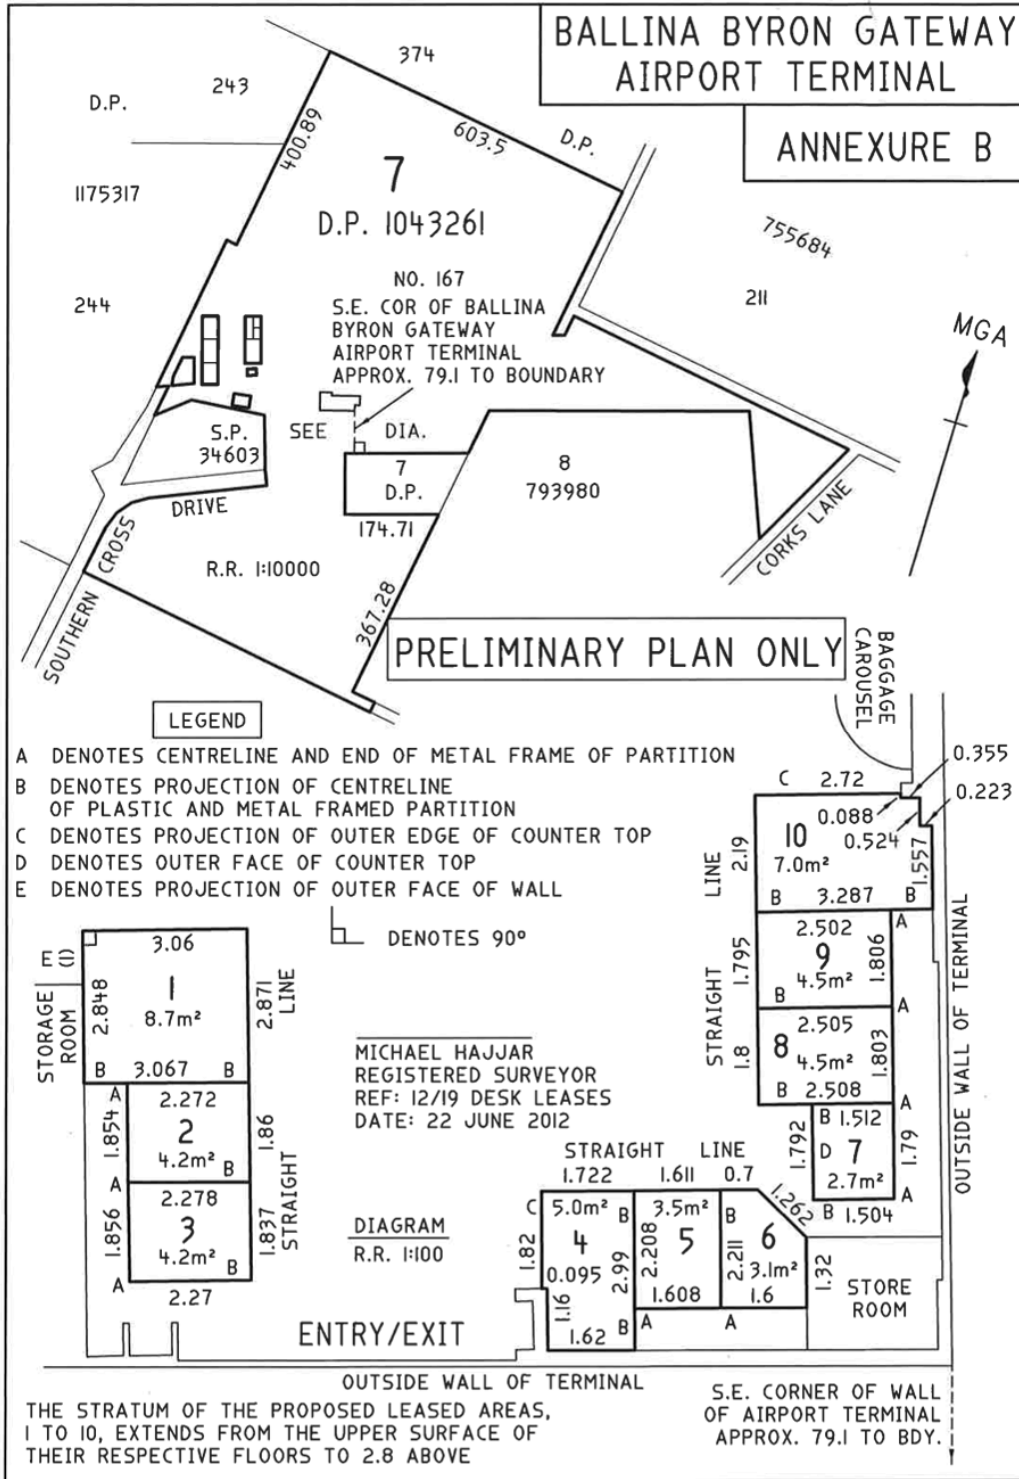 BALLINA BYRON GATEWAY
AIRPORT TERMINAL
ANNEXURE B
374
243
D.P.
400.89
603.5
D.P.
1175317
7
D.P. 1043261
755684
211
244
NO. 167
S.E. COR OF BALLINA
BYRON GATEWAY
AIRPORT TERMINAL
APPROX. 79.1 TO BOUNDARY
MGA
S.P.
34603
SEE DIA.
7
D.P.
8
793980
DRIVE
174.71
CORKS LANE
SOUTHERN CROSS
R.R. 1:10000
367.28
PRELIMINARY PLAN ONLY
BAGGAGE
CAROUSEL
LEGEND
A DENOTES CENTRELINE AND END OF METAL FRAME OF PARTITION
B DENOTES PROJECTION OF CENTRELINE
OF PLASTIC AND METAL FRAMED PARTITION
C DENOTES PROJECTION OF OUTER EDGE OF COUNTER TOP
D DENOTES OUTER FACE OF COUNTER TOP
E DENOTES PROJECTION OF OUTER FACE OF WALL
DENOTES 90°
C 2.72
0.355
0.223
0.088
0.524
10
7.0m²
2.19
1.557
B 3.287 B
STRAIGHT LINE
A
2.502
9
4.5m²
1.795
1.806
B
A
2.505
8
4.5m²
1.8
1.803
B 2.508
A
B 1.512
D 7
2.7m²
1.792
1.79
A
B 1.504
OUTSIDE WALL OF TERMINAL
E (1)
STORAGE
ROOM
3.06
1
8.7m²
2.848
2.871
LINE
B 3.067 B
A
2.272
2
4.2m²
B
1.854
1.86
A
2.278
3
4.2m²
B
1.856
1.837
STRAIGHT
A
2.27
MICHAEL HAJJAR
REGISTERED SURVEYOR
REF: 12/19 DESK LEASES
DATE: 22 JUNE 2012
DIAGRAM
R.R. 1:100
STRAIGHT LINE
1.722 1.611 0.7
1.262
C
5.0m² B
4
0.095
1.82
1.16
2.99
1.62 B
3.5m²
5
2.208
1.608
A
B
6
3.1m²
2.211
1.6
A
1.32
STORE
ROOM
ENTRY/EXIT
OUTSIDE WALL OF TERMINAL
THE STRATUM OF THE PROPOSED LEASED AREAS,
1 TO 10, EXTENDS FROM THE UPPER SURFACE OF
THEIR RESPECTIVE FLOORS TO 2.8 ABOVE
S.E. CORNER OF WALL
OF AIRPORT TERMINAL
APPROX. 79.1 TO BDY.